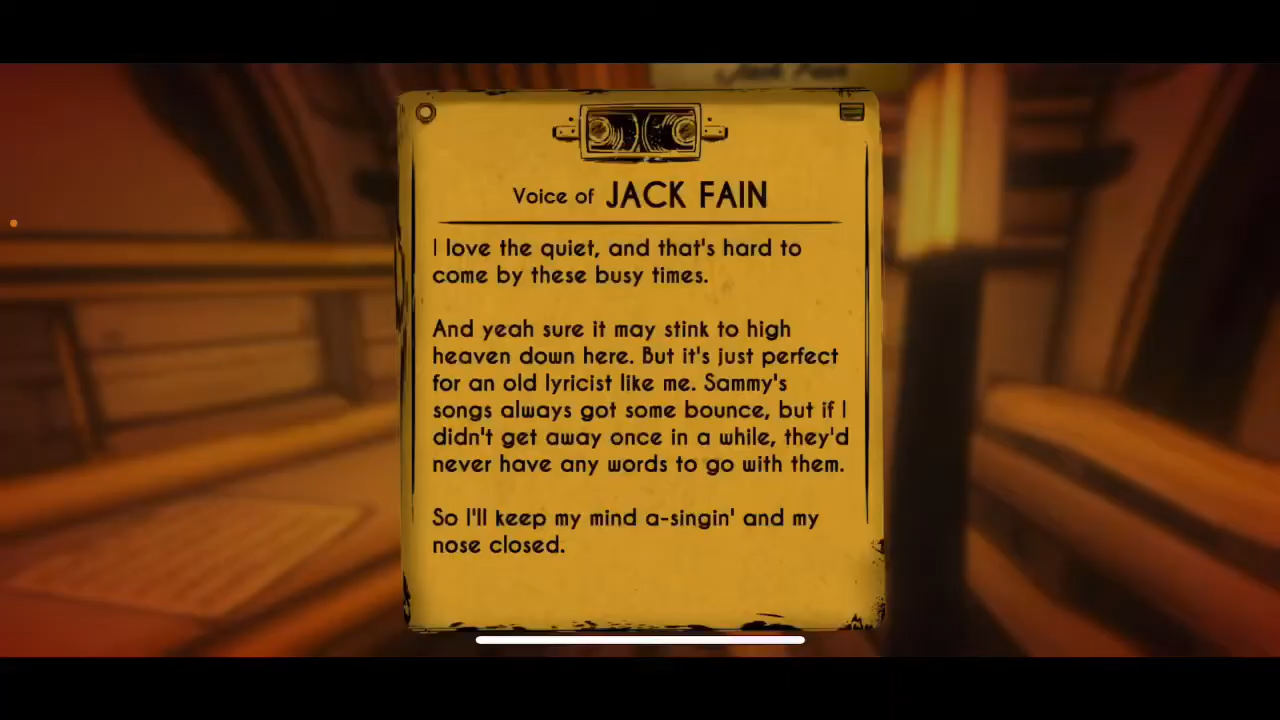 Jack Fain
Voice of JACK FAIN
I love the quiet, and that's hard to
come by these busy times.
And yeah sure it may stink to high
heaven down here. But it's just perfect
for an old lyricist like me. Sammy's
songs always got some bounce, but if I
didn't get away once in a while, they'd
never have any words to go with them.
So I'll keep my mind a-singin' and my
nose closed.